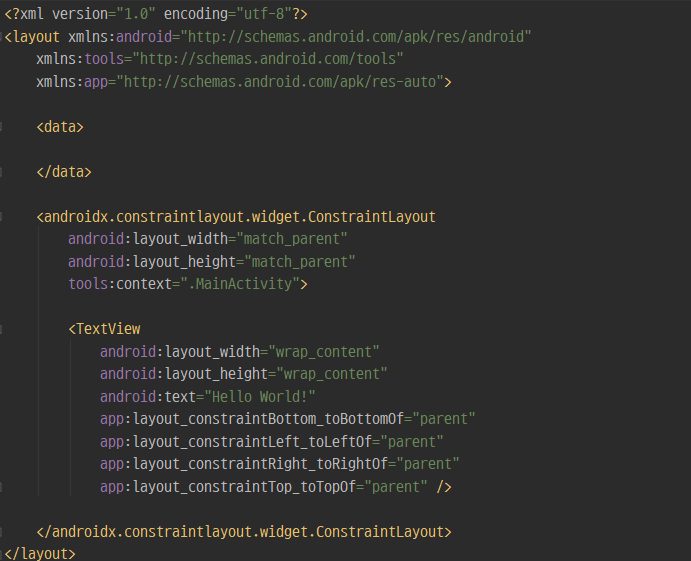 <?xml version="1.0" encoding="utf-8"?>
<layout xmlns:android="http://schemas.android.com/apk/res/android"
    xmlns:tools="http://schemas.android.com/tools"
    xmlns:app="http://schemas.android.com/apk/res-auto">

    <data>

    </data>

    <androidx.constraintlayout.widget.ConstraintLayout
        android:layout_width="match_parent"
        android:layout_height="match_parent"
        tools:context=".MainActivity">

        <TextView
            android:layout_width="wrap_content"
            android:layout_height="wrap_content"
            android:text="Hello World!"
            app:layout_constraintBottom_toBottomOf="parent"
            app:layout_constraintLeft_toLeftOf="parent"
            app:layout_constraintRight_toRightOf="parent"
            app:layout_constraintTop_toTopOf="parent" />

    </androidx.constraintlayout.widget.ConstraintLayout>
</layout>